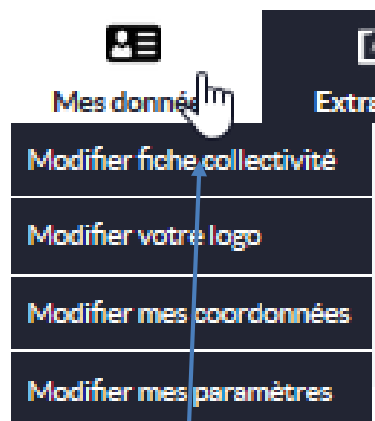 Mes donné
Extra
Modifier fiche collectivité
Modifier votre logo
Modifier mes coordonnées
Modifier mes paramètres